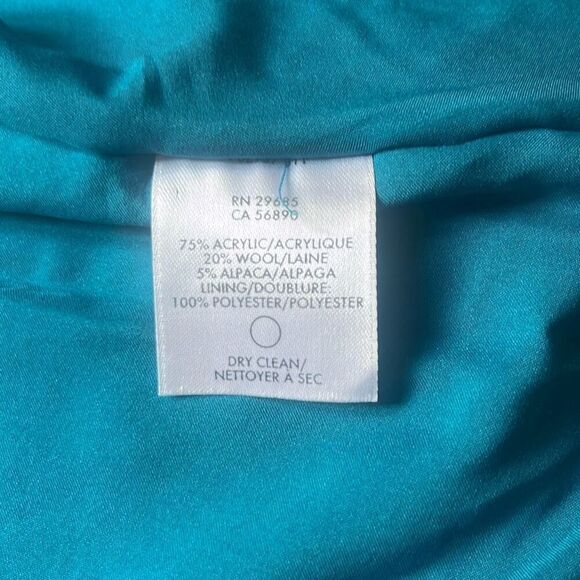 RN 29685
CA 56890
75% ACRYLIC/ACRYLIQUE
20% WOOL/LAINE
5% ALPACA/ALPAGA
LINING/DOUBLURE:
100% POLYESTER/POLYESTER
DRY CLEAN/
NETTOYER À SEC